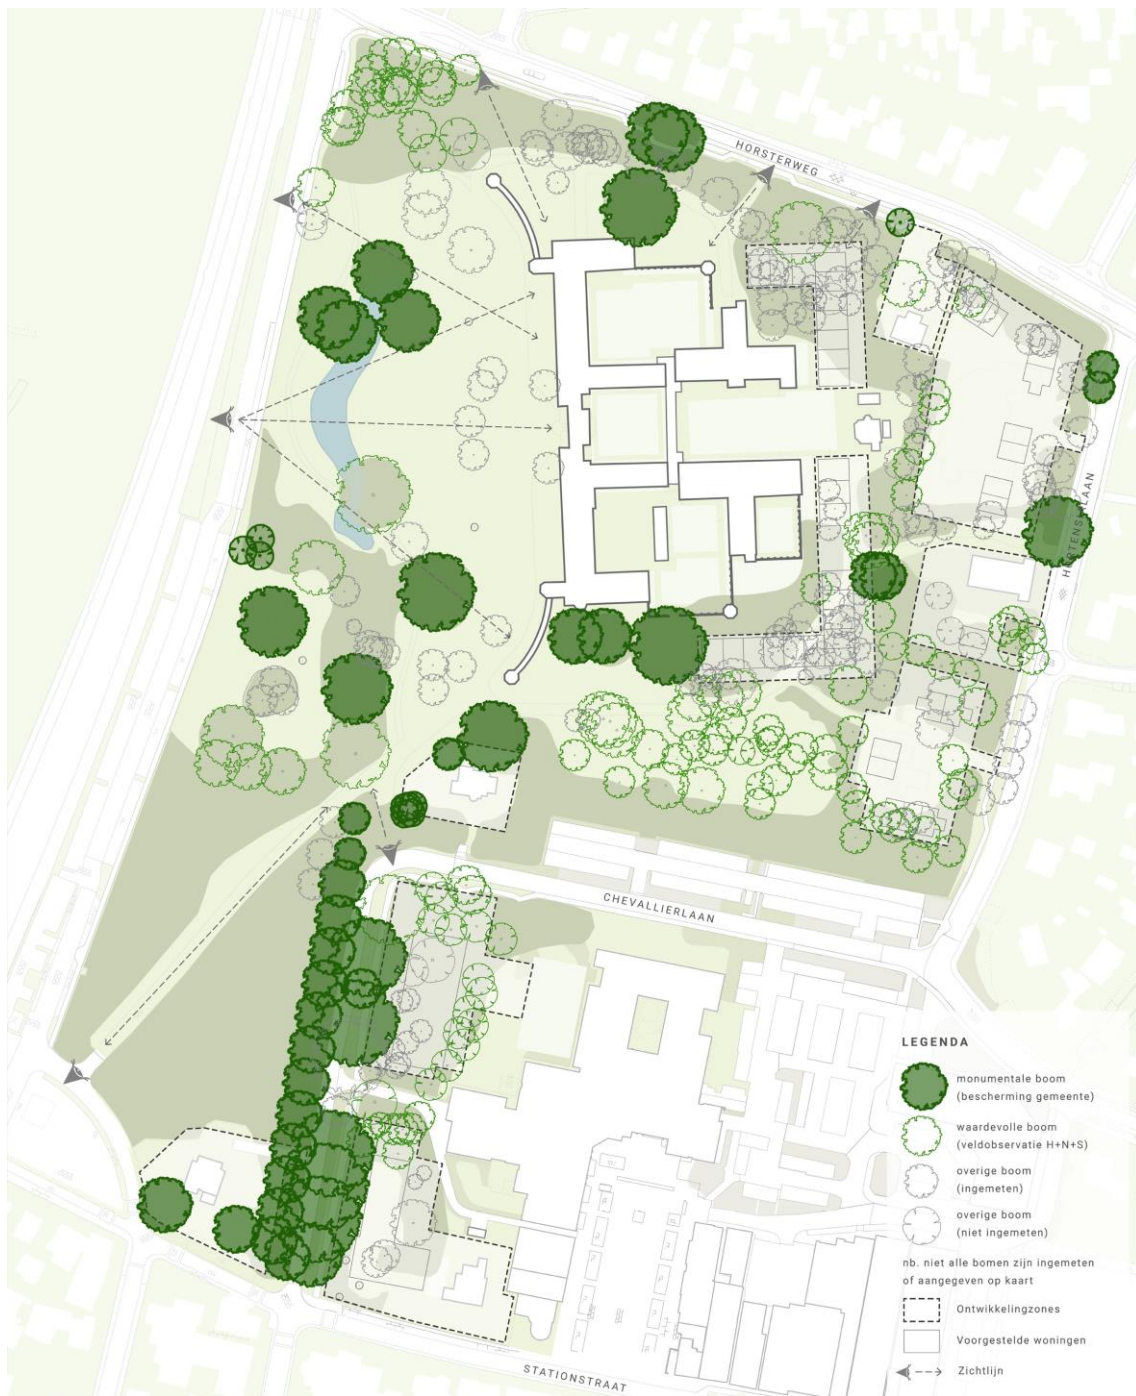 HORSTERWEG
HERTENSLAAN
CHEVALLIERLAAN
LEGENDA
monumentale boom
(bescherming gemeente)
waardevolle boom
(veldobservatie H+N+S)
overige boom
(ingemeten)
overige boom
(niet ingemeten)
nb. niet alle bomen zijn ingemeten
of aangegeven op kaart
Ontwikkelingzones
Voorgestelde woningen
Zichtlijn
STATIONSTRAAT